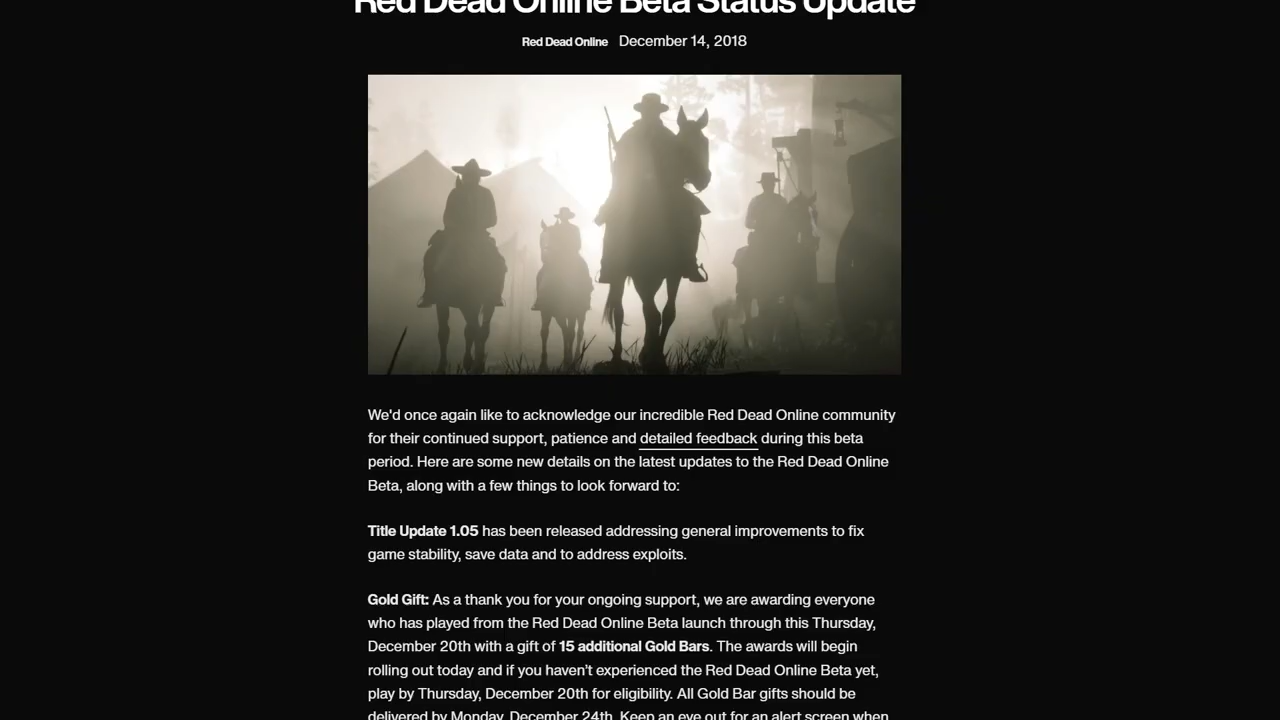 Red Dead Online Beta Status Update
Red Dead Online December 14, 2018
We'd once again like to acknowledge our incredible Red Dead Online community
for their continued support, patience and detailed feedback during this beta
period. Here are some new details on the latest updates to the Red Dead Online
Beta, along with a few things to look forward to:
Title Update 1.05 has been released addressing general improvements to fix
game stability, save data and to address exploits.
Gold Gift: As a thank you for your ongoing support, we are awarding everyone
who has played from the Red Dead Online Beta launch through this Thursday,
December 20th with a gift of 15 additional Gold Bars. The awards will begin
rolling out today and if you haven't experienced the Red Dead Online Beta yet,
play by Thursday, December 20th for eligibility. All Gold Bar gifts should be
delivered by Monday, December 24th. Keep an eye out for an alert screen when